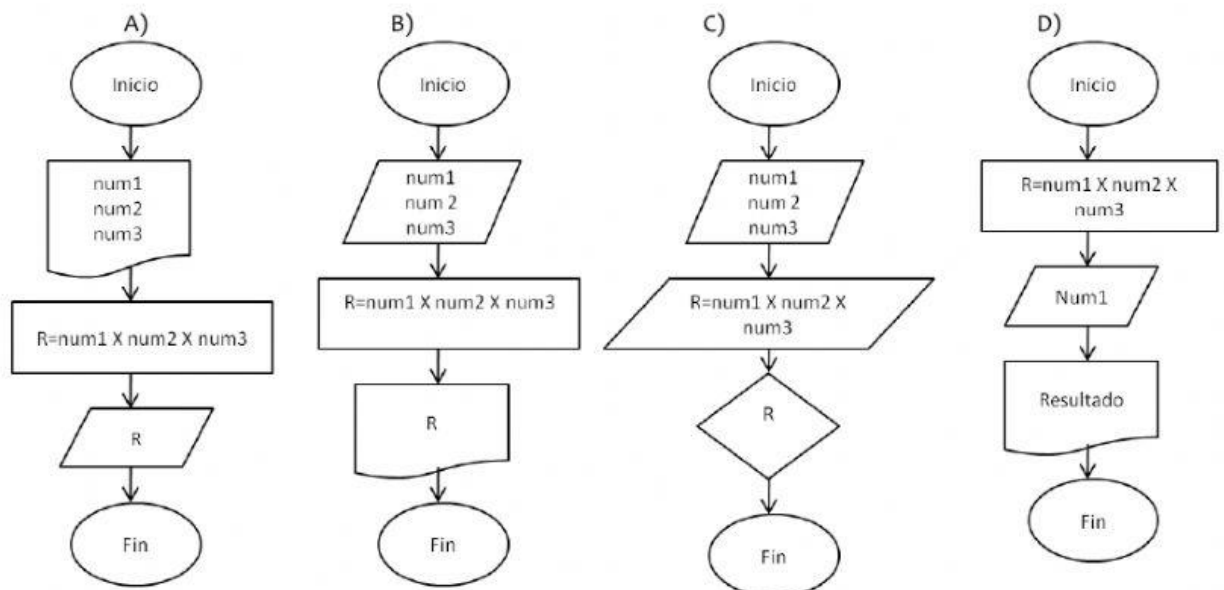 A)
Inicio
num1
num2
num3
R=num1 X num2 X num3
R
Fin
B)
Inicio
num1
num 2
num3
R=num1 X num2 X num3
R
Fin
C)
Inicio
num1
num 2
num3
R=num1 X num2 X
num3
R
Fin
D)
Inicio
R=num1 X num2 X
num3
Num1
Resultado
Fin